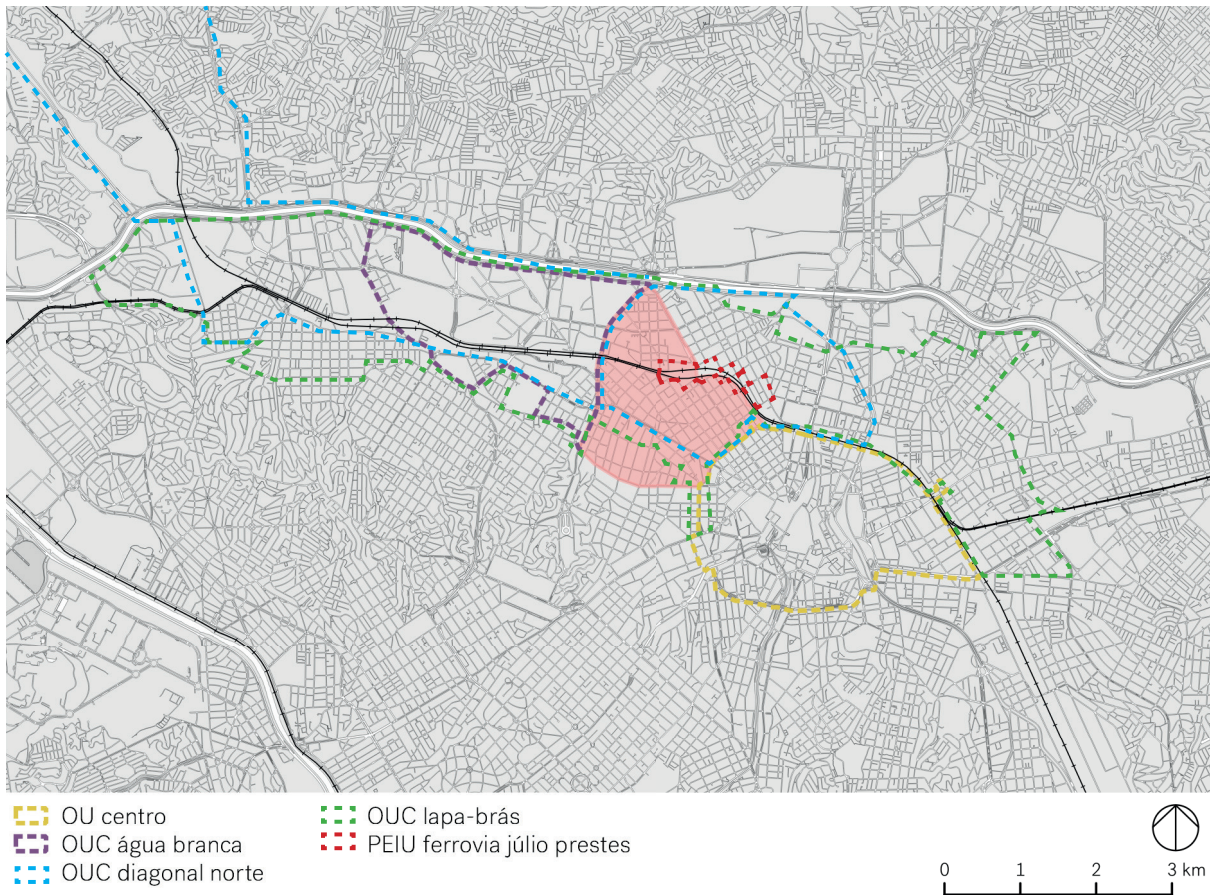 OU centro
OUC água branca
OUC diagonal norte
OUC lapa-brás
PEIU ferrovia júlio prestes
0 1 2 3 km